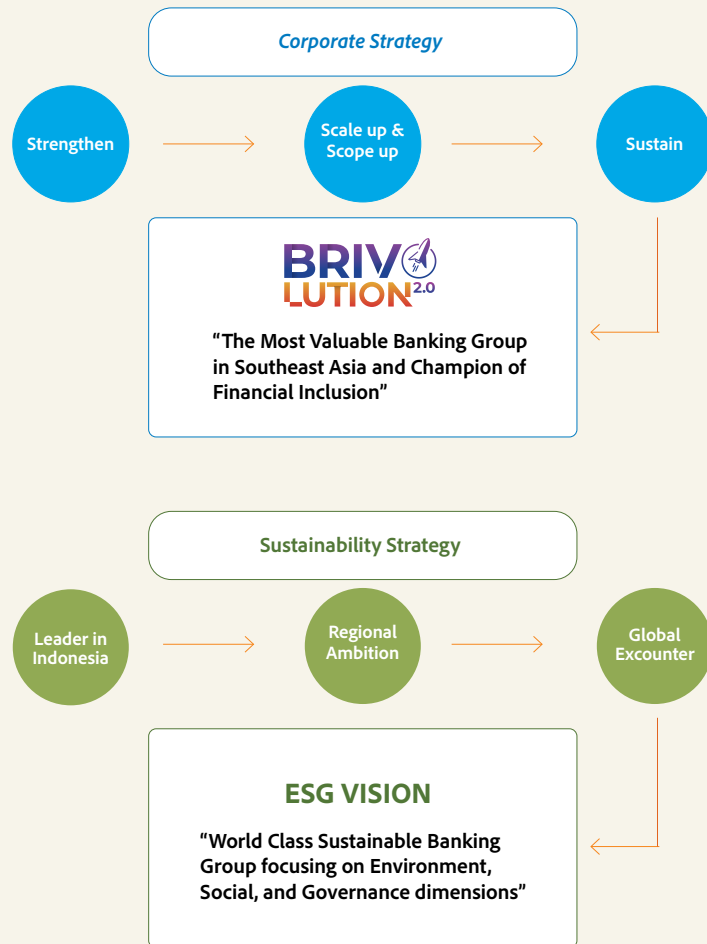 Corporate Strategy
Strengthen
Scale up &
Scope up
Sustain
BRIVO
LUTION 2.0
“The Most Valuable Banking Group
in Southeast Asia and Champion of
Financial Inclusion”
Sustainability Strategy
Leader in
Indonesia
Regional
Ambition
Global
Excounter
ESG VISION
“World Class Sustainable Banking
Group focusing on Environment,
Social, and Governance dimensions”